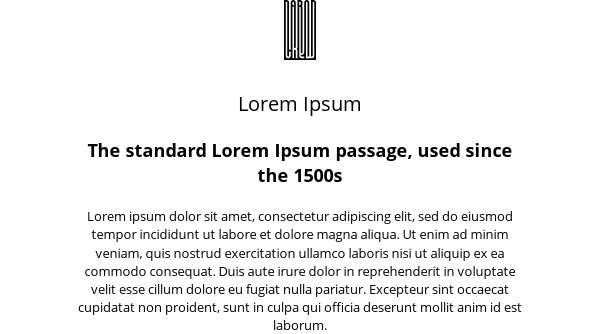 Lorem Ipsum
The standard Lorem Ipsum passage, used since
the 1500s
Lorem ipsum dolor sit amet, consectetur adipiscing elit, sed do eiusmod
tempor incididunt ut labore et dolore magna aliqua. Ut enim ad minim
veniam, quis nostrud exercitation ullamco laboris nisi ut aliquip ex ea
commodo consequat. Duis aute irure dolor in reprehenderit in voluptate
velit esse cillum dolore eu fugiat nulla pariatur. Excepteur sint occaecat
cupidatat non proident, sunt in culpa qui officia deserunt mollit anim id est
laborum.